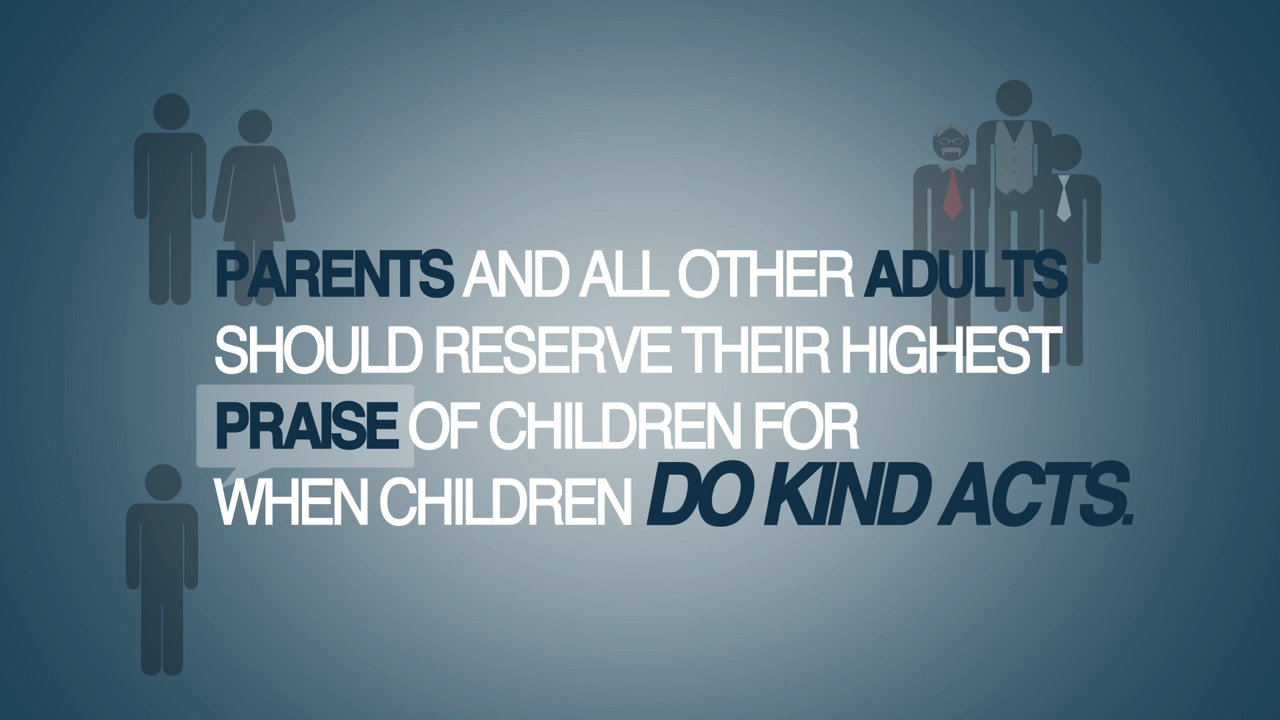 PARENTS AND ALL OTHER ADULTS
SHOULD RESERVE THEIR HIGHEST
PRAISE OF CHILDREN FOR
WHEN CHILDREN DO KIND ACTS.